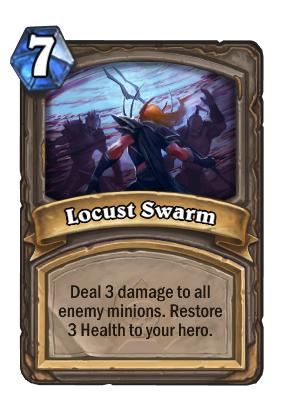 7
Locust Swarm
Deal 3 damage to all
enemy minions. Restore
3 Health to your hero.